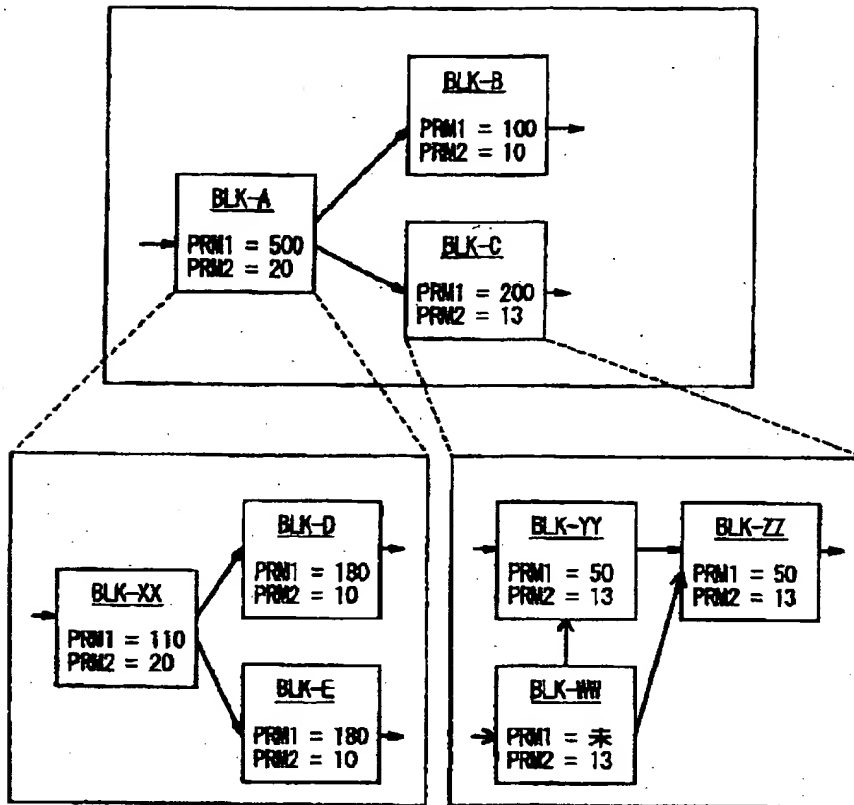 BLK-B
PRM1 = 100
PRM2 = 10
BLK-A
PRM1 = 500
PRM2 = 20
BLK-C
PRM1 = 200
PRM2 = 13
BLK-D
PRM1 = 180
PRM2 = 10
BLK-XX
PRM1 = 110
PRM2 = 20
BLK-E
PRM1 = 180
PRM2 = 10
BLK-YY
PRM1 = 50
PRM2 = 13
BLK-ZZ
PRM1 = 50
PRM2 = 13
BLK-WW
PRM1 = 未
PRM2 = 13